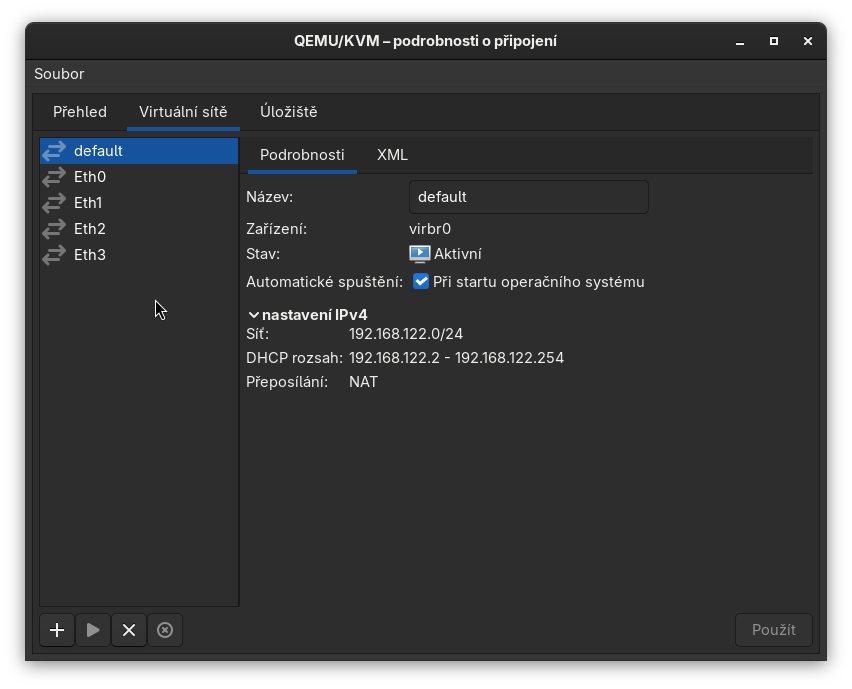 QEMU/KVM – podrobnosti o připojení
Soubor
Přehled Virtuální sítě Úložiště
default
Eth0
Eth1
Eth2
Eth3
Podrobnosti XML
Název: default
Zařízení: virbr0
Stav: Aktivní
Automatické spuštění: Při startu operačního systému
nastavení IPv4
Síť: 192.168.122.0/24
DHCP rozsah: 192.168.122.2 - 192.168.122.254
Přeposílání: NAT
Použít